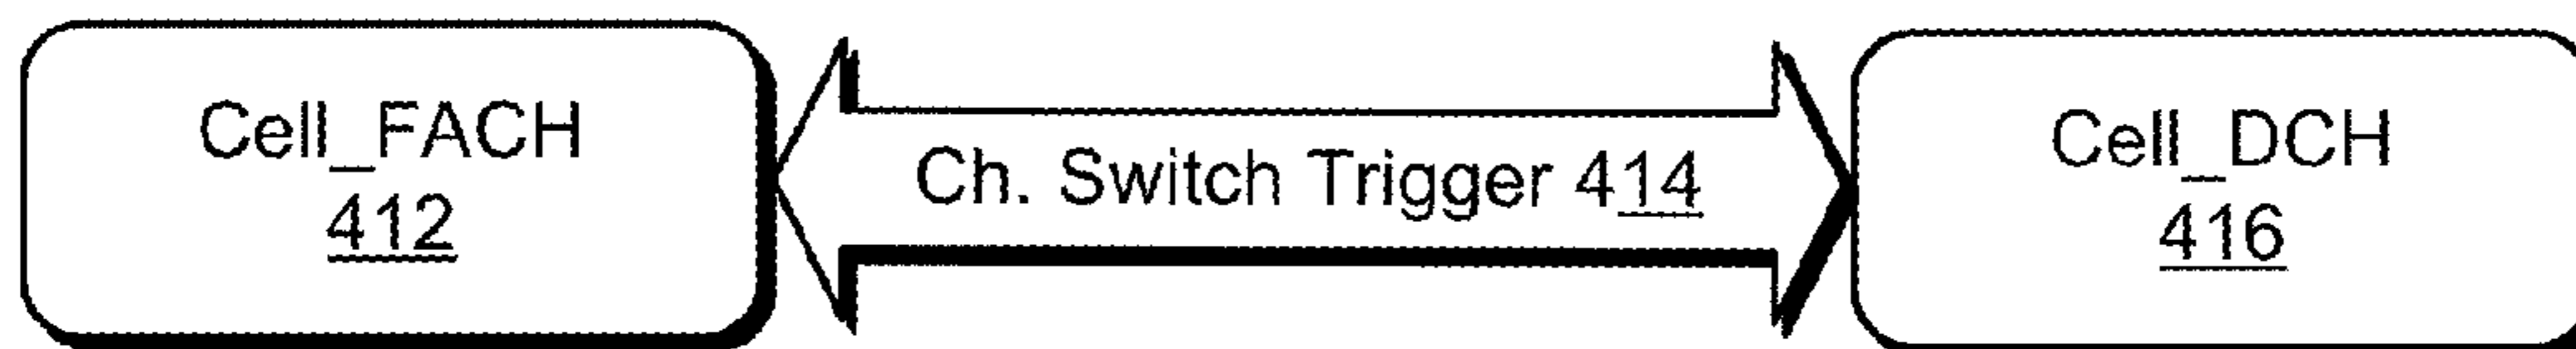 Cell_FACH
412
Ch. Switch Trigger 414
Cell_DCH
416